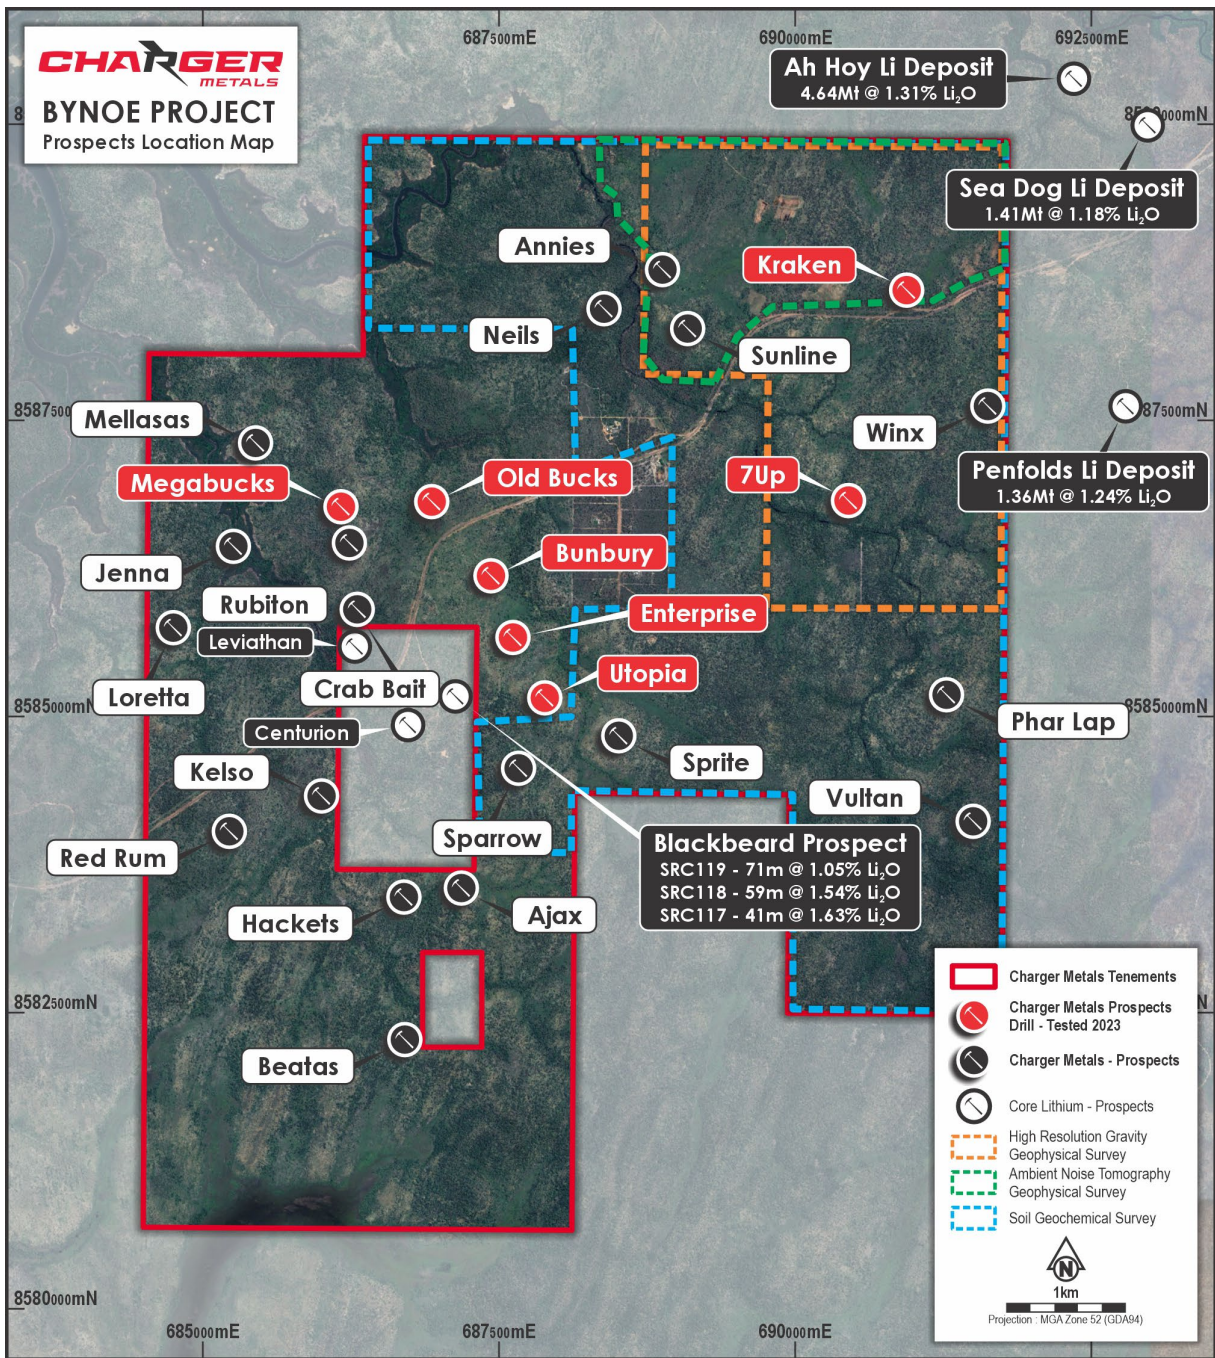 CHARGER
METALS
BYNOE PROJECT
Prospects Location Map
687500mE
690000mE
692500mE
Ah Hoy Li Deposit
4.64Mt @ 1.31% Li₂O
Sea Dog Li Deposit
1.41Mt @ 1.18% Li₂O
Annies
Kraken
Neils
Sunline
Mellasas
Winx
Megabucks
Old Bucks
7Up
Penfolds Li Deposit
1.36Mt @ 1.24% Li₂O
Jenna
Bunbury
Rubiton
Enterprise
Leviathan
Loretta
Crab Bait
Utopia
8585000mN
8585000mN
Phar Lap
Centurion
Kelso
Sprite
Vultan
Red Rum
Sparrow
Blackbeard Prospect
SRC119 - 71m @ 1.05% Li₂O
SRC118 - 59m @ 1.54% Li₂O
SRC117 - 41m @ 1.63% Li₂O
Hackets
Ajax
8582500mN
Beatas
Charger Metals Tenements
Charger Metals Prospects
Drill - Tested 2023
Charger Metals - Prospects
Core Lithium - Prospects
High Resolution Gravity
Geophysical Survey
Ambient Noise Tomography
Geophysical Survey
Soil Geochemical Survey
N
1km
Projection : MGA Zone 52 (GDA94)
8580000mN
685000mE
687500mE
690000mE